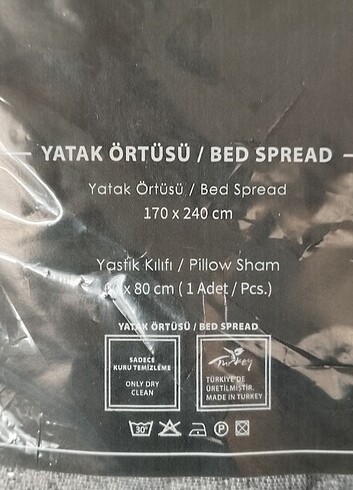 YATAK ÖRTÜSÜ / BED SPREAD
Yatak Örtüsü / Bed Spread
170 x 240 cm
Yastık Kılıfı / Pillow Sham
x 80 cm ( 1 Adet / Pcs.)
YATAK ÖRTÜSÜ / BED SPREAD
SADECE
KURU TEMİZLEME
ONLY DRY
CLEAN
Turkey
TÜRKİYE'DE
ÜRETİLMİŞTİR.
MADE IN TURKEY
30°
P